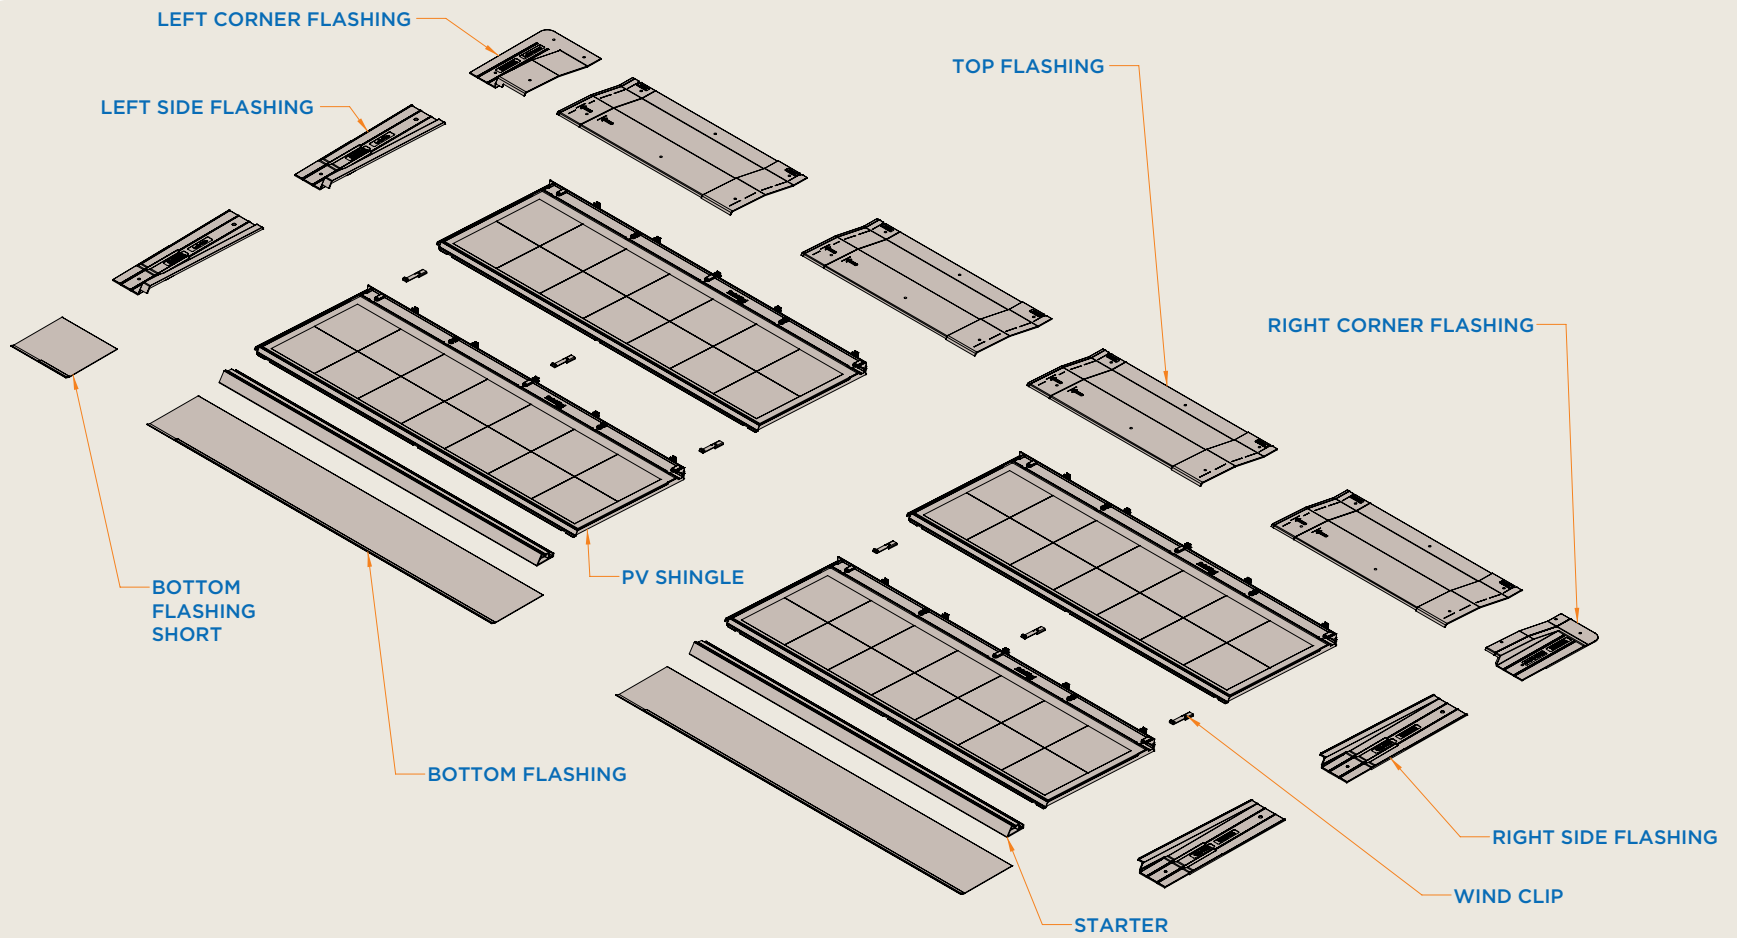 LEFT CORNER FLASHING
TOP FLASHING
LEFT SIDE FLASHING
RIGHT CORNER FLASHING
PV SHINGLE
BOTTOM
FLASHING
SHORT
BOTTOM FLASHING
RIGHT SIDE FLASHING
WIND CLIP
STARTER